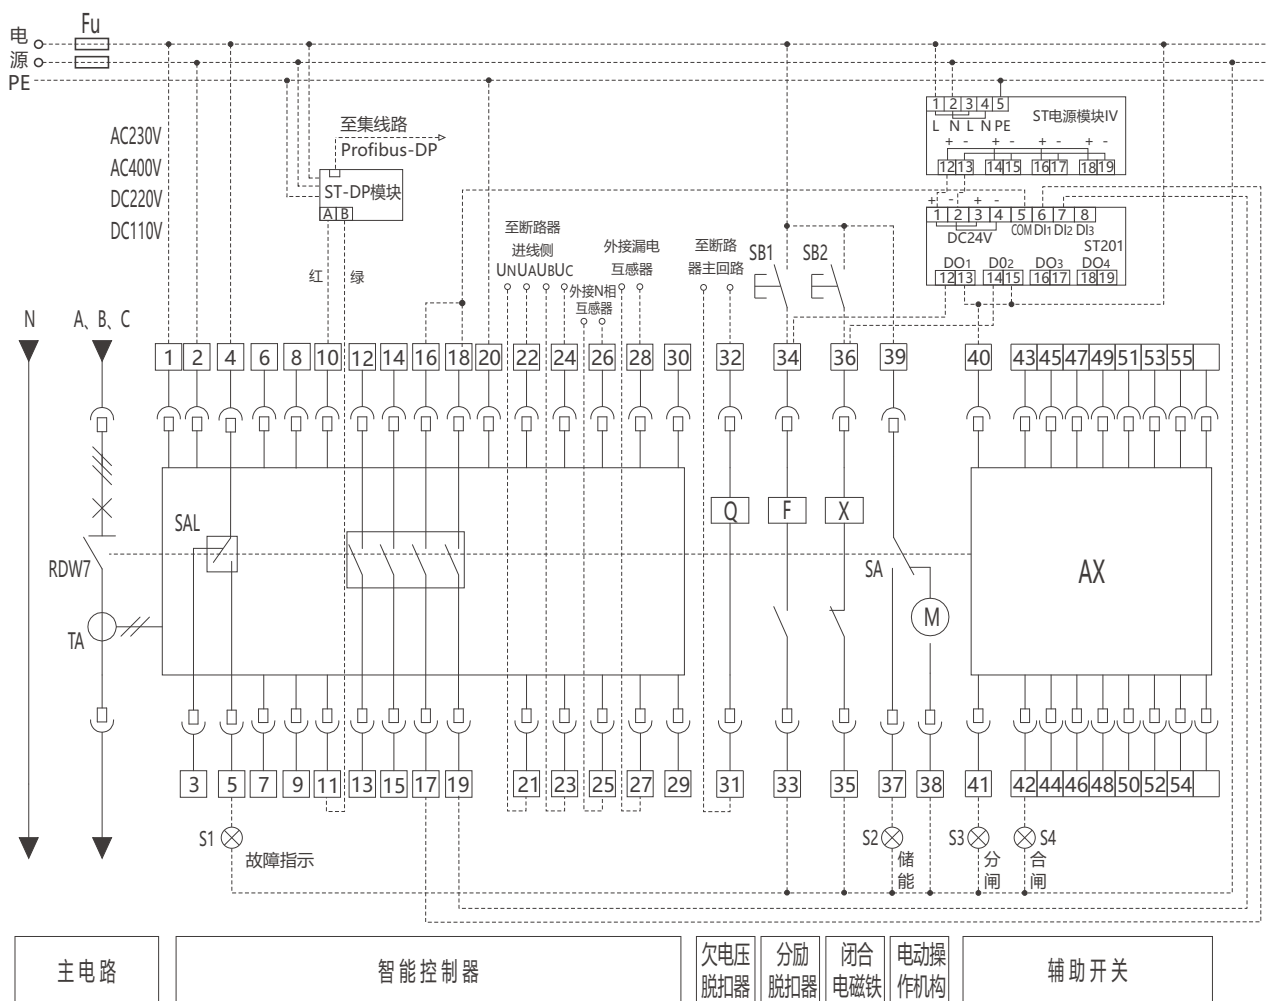 Fu
电
源
PE
AC230V
AC400V
DC220V
DC110V
至集线路
Profibus-DP
ST-DP模块
A B
红 绿
1 2 3 4 5
L N L N PE
ST电源模块IV
+ - + - + - + -
12 13 14 15 16 17 18 19
+ - + -
1 2 3 4 5 6 7 8
DC24V
COM DI1 DI2 DI3
ST201
DO1 DO2 DO3 DO4
12 13 14 15 16 17 18 19
至断路器
进线侧
UN UA UB UC
外接N相
互感器
外接漏电
互感器
至断路
器主回路
SB1 SB2
N
A、B、C
1 2 4 6 8 10 12 14 16 18 20 22 24 26 28 30 32 34 36 39 40 43 45 47 49 51 53 55
SAL
Q F X
RDW7
SA
AX
TA
M
3 5 7 9 11 13 15 17 19 21 23 25 27 29 31 33 35 37 38 41 42 44 46 48 50 52 54
S1
故障指示
S2
储
能
S3
分
闸
S4
合
闸
主电路
智能控制器
欠电压
脱扣器
分励
脱扣器
闭合
电磁铁
电动操
作机构
辅助开关